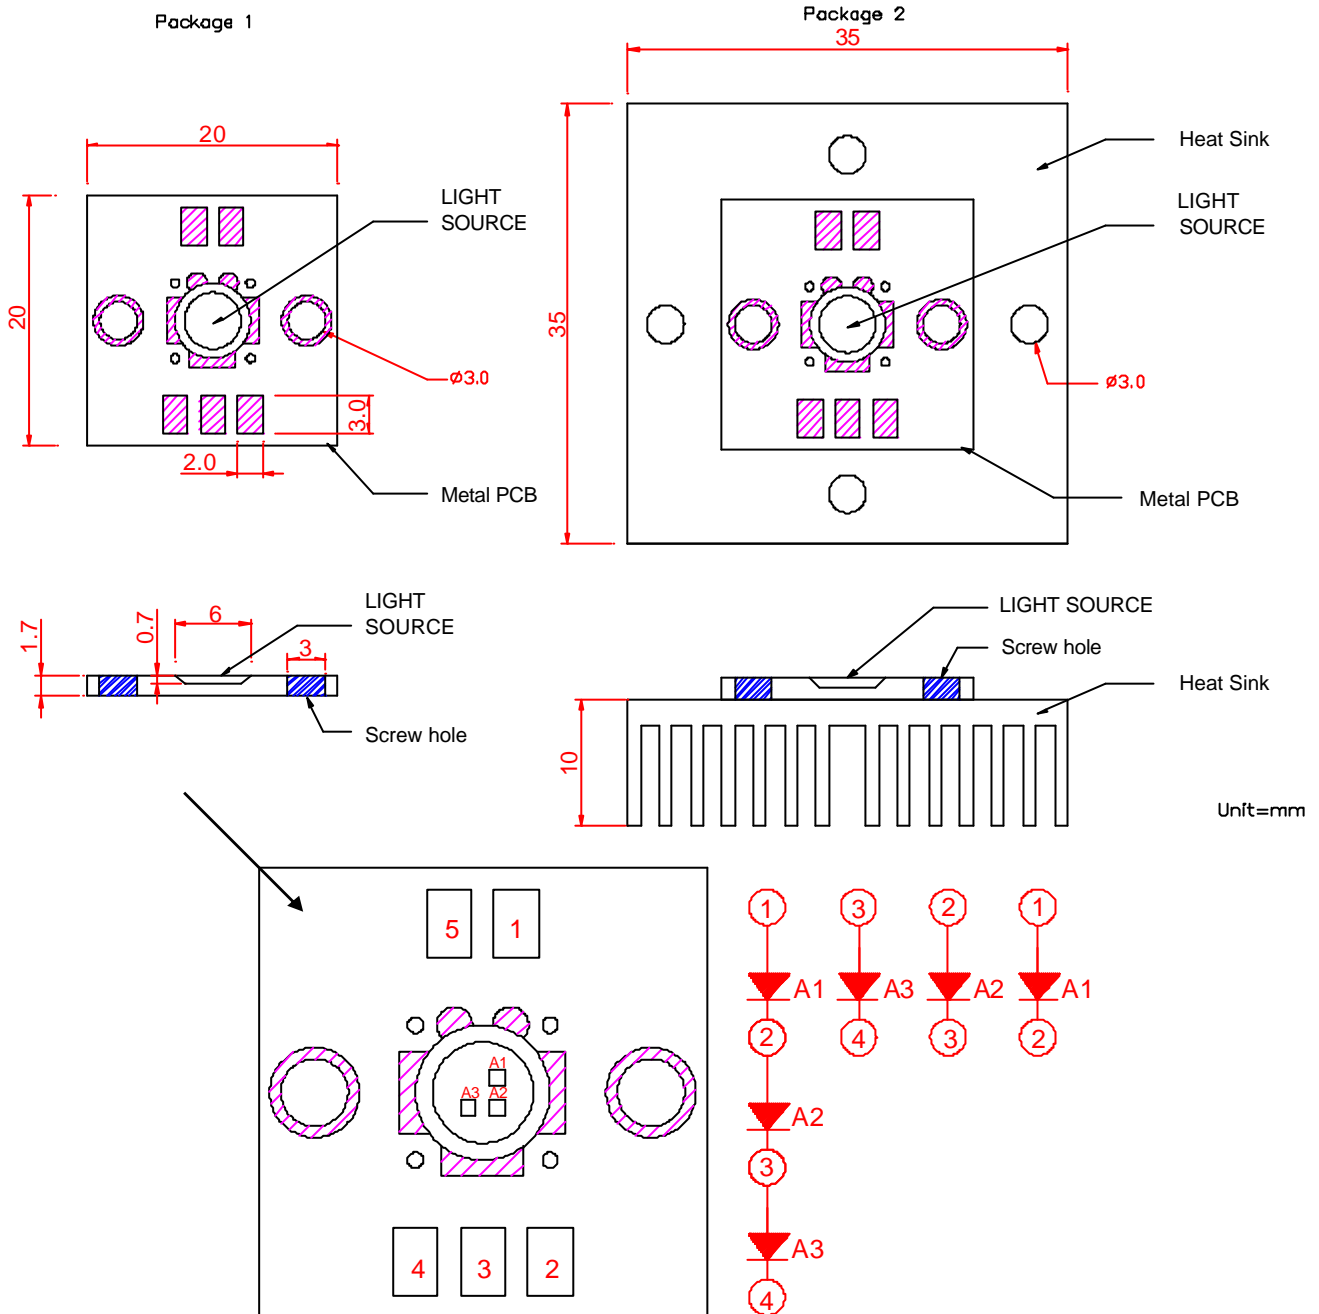 Package 1
Package 2
35
20
Heat Sink
LIGHT
SOURCE
LIGHT
SOURCE
20
35
ø3.0
ø3.0
3.0
2.0
Metal PCB
Metal PCB
LIGHT
SOURCE
LIGHT SOURCE
1.7
0.7
6
3
Screw hole
Screw hole
Heat Sink
10
Unit=mm
5 1
A1
A3 A2
4 3 2
1 3 2 1
A1 A3 A2 A1
2 4 3 2
A2
3
A3
4